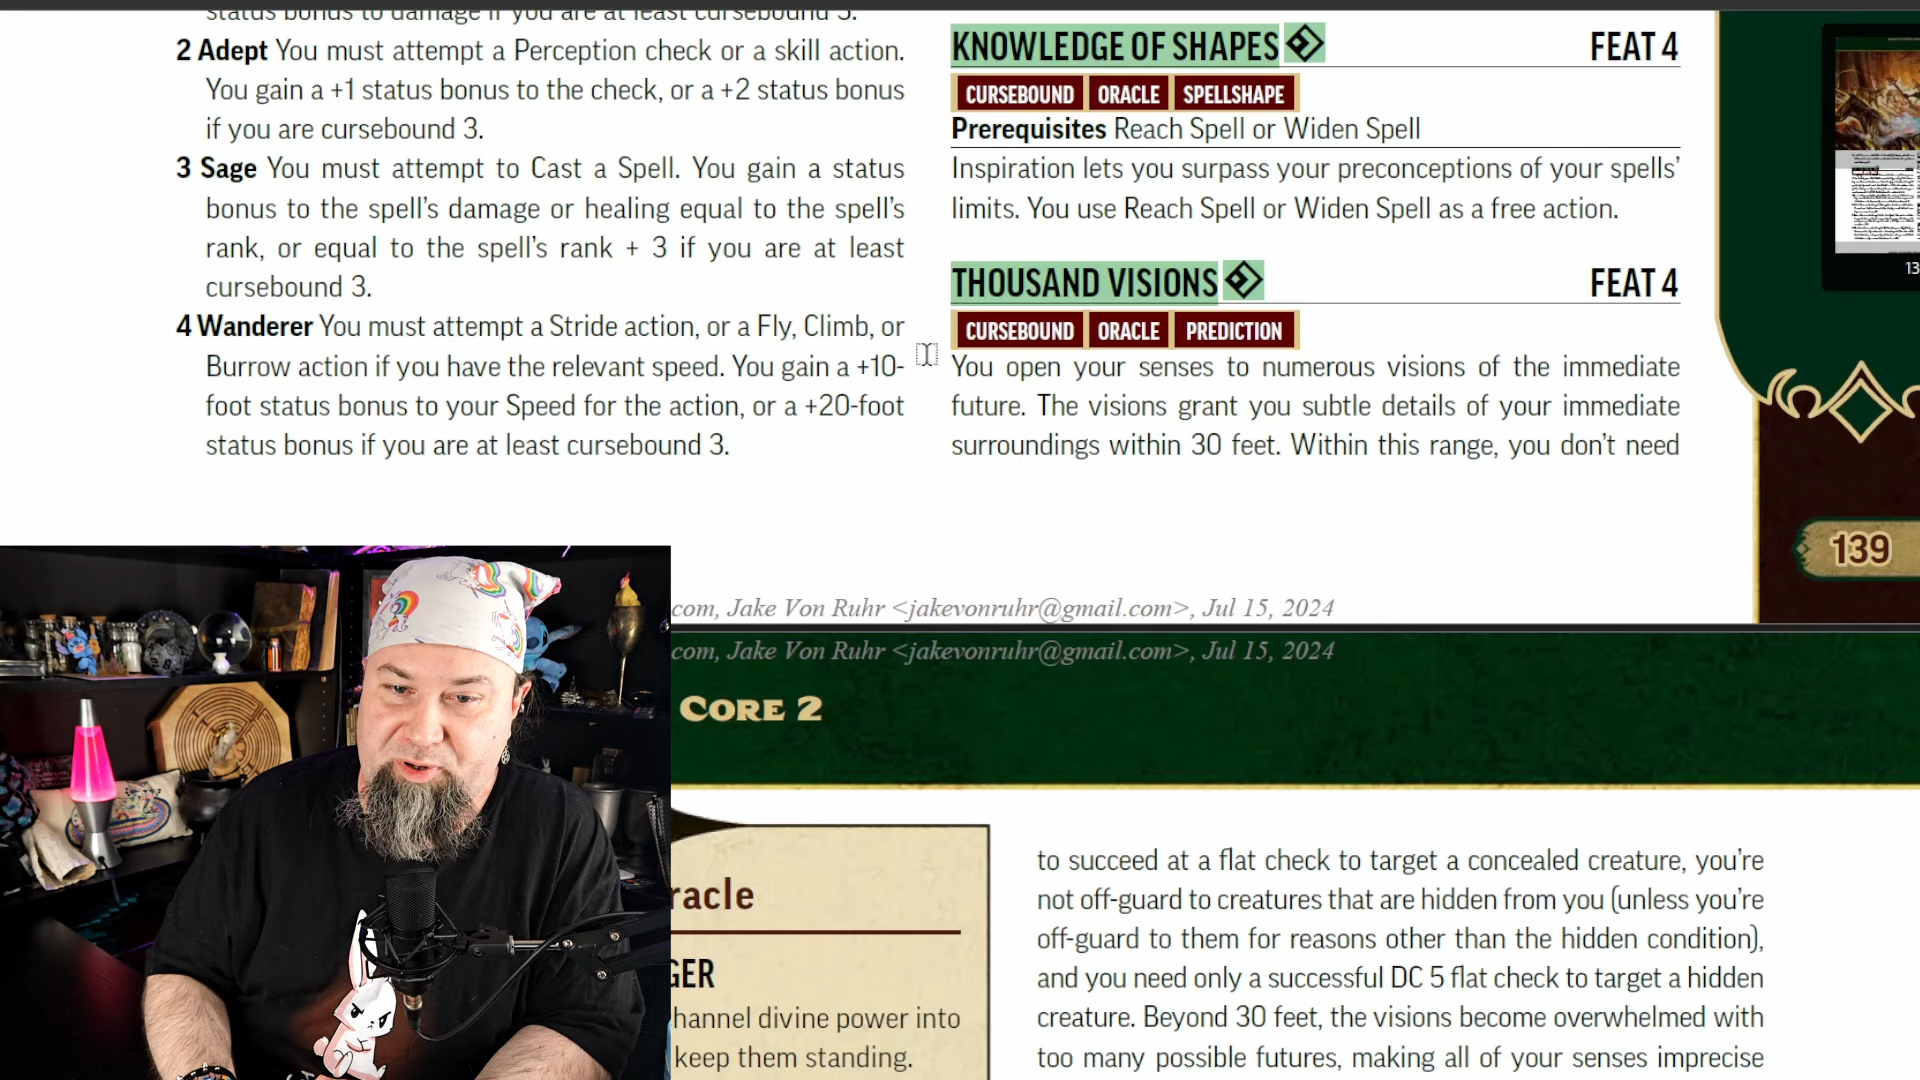 status bonus to damage if you are at least cursebound 3.
2 Adept You must attempt a Perception check or a skill action.
You gain a +1 status bonus to the check, or a +2 status bonus
if you are cursebound 3.
3 Sage You must attempt to Cast a Spell. You gain a status
bonus to the spell’s damage or healing equal to the spell’s
rank, or equal to the spell’s rank + 3 if you are at least
cursebound 3.
4 Wanderer You must attempt a Stride action, or a Fly, Climb, or
Burrow action if you have the relevant speed. You gain a +10-
foot status bonus to your Speed for the action, or a +20-foot
status bonus if you are at least cursebound 3.
KNOWLEDGE OF SHAPES FEAT 4
CURSEBOUND ORACLE SPELLSHAPE
Prerequisites Reach Spell or Widen Spell
Inspiration lets you surpass your preconceptions of your spells’
limits. You use Reach Spell or Widen Spell as a free action.
THOUSAND VISIONS FEAT 4
CURSEBOUND ORACLE PREDICTION
You open your senses to numerous visions of the immediate
future. The visions grant you subtle details of your immediate
surroundings within 30 feet. Within this range, you don’t need
13
139
com, Jake Von Ruhr <jakevonruhr@gmail.com>, Jul 15, 2024
com, Jake Von Ruhr <jakevonruhr@gmail.com>, Jul 15, 2024
CORE 2
racle
GER
hannel divine power into
keep them standing.
to succeed at a flat check to target a concealed creature, you’re
not off-guard to creatures that are hidden from you (unless you’re
off-guard to them for reasons other than the hidden condition),
and you need only a successful DC 5 flat check to target a hidden
creature. Beyond 30 feet, the visions become overwhelmed with
too many possible futures, making all of your senses imprecise